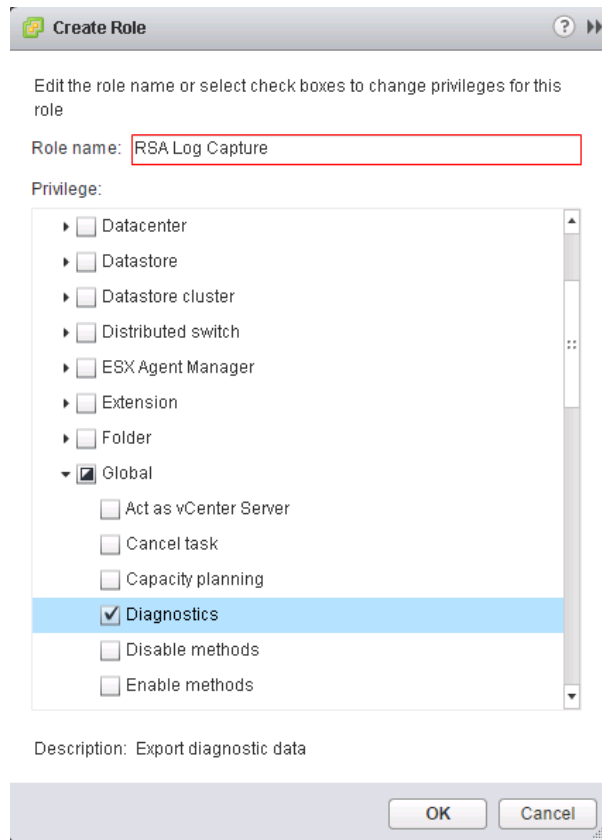 Create Role
?
Edit the role name or select check boxes to change privileges for this
role
Role name: RSA Log Capture
Privilege:
Datacenter
Datastore
Datastore cluster
Distributed switch
ESX Agent Manager
Extension
Folder
Global
Act as vCenter Server
Cancel task
Capacity planning
Diagnostics
Disable methods
Enable methods
Description: Export diagnostic data
OK Cancel